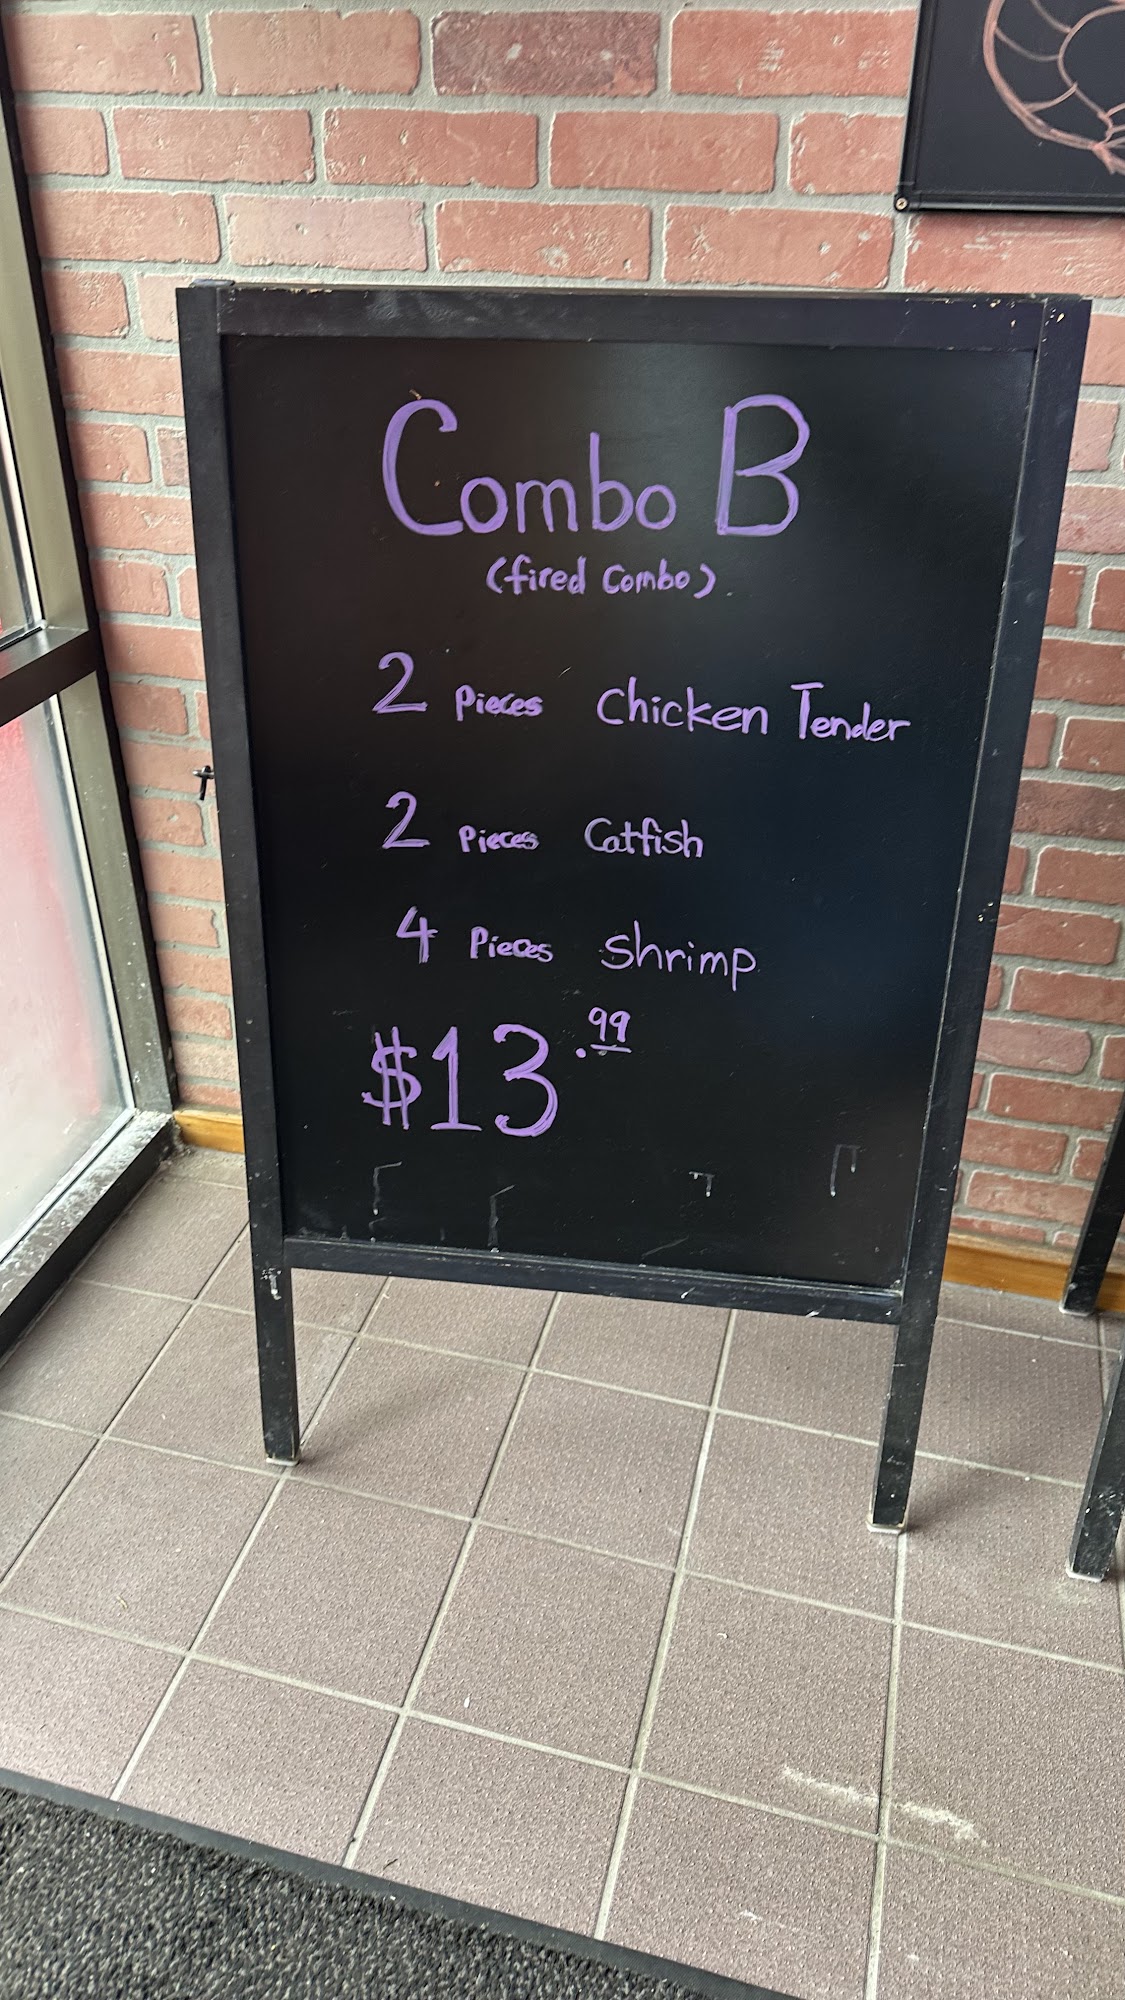 Combo B
(fired Combo)
2 Pieces Chicken Tender
2 Pieces Catfish
4 Pieces Shrimp
$13.99